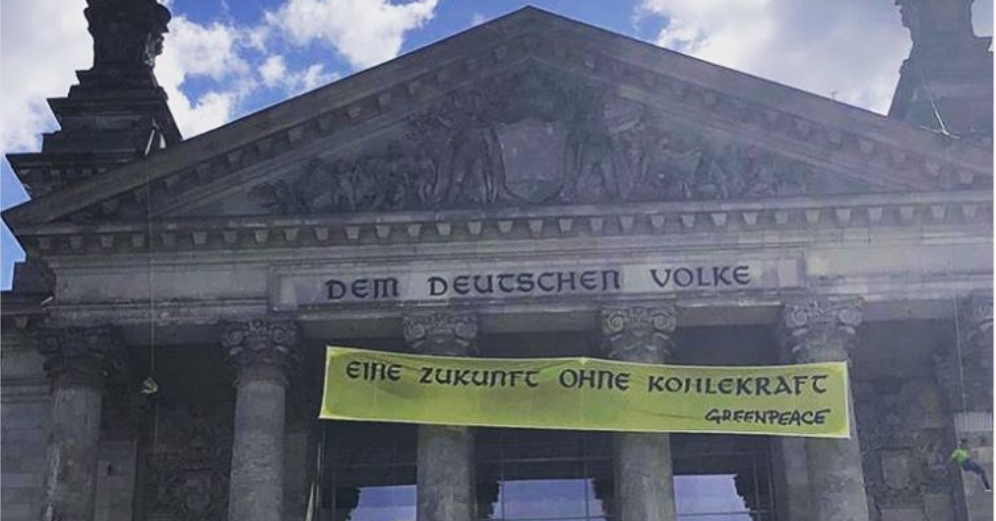 DEM DEUTSCHEN VOLKE
EINE ZUKUNFT OHNE KOHLEKRAFT
GREENPEACE